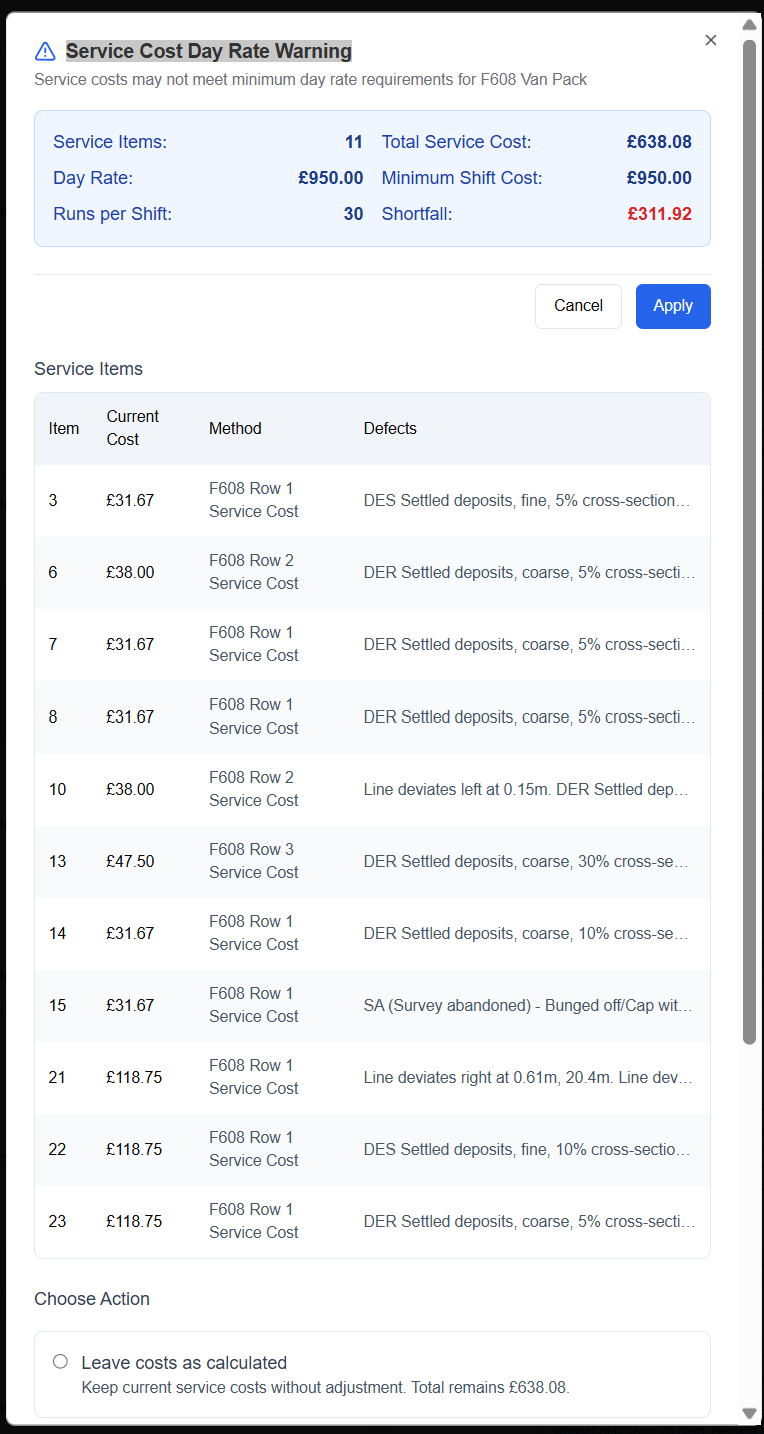 Service Cost Day Rate Warning
Service costs may not meet minimum day rate requirements for F608 Van Pack
Service Items: 11 Total Service Cost: £638.08
Day Rate: £950.00 Minimum Shift Cost: £950.00
Runs per Shift: 30 Shortfall: £311.92
Cancel Apply
Service Items
Item Current Cost Method Defects
3 £31.67 F608 Row 1 Service Cost DES Settled deposits, fine, 5% cross-section…
6 £38.00 F608 Row 2 Service Cost DER Settled deposits, coarse, 5% cross-secti…
7 £31.67 F608 Row 1 Service Cost DER Settled deposits, coarse, 5% cross-secti…
8 £31.67 F608 Row 1 Service Cost DER Settled deposits, coarse, 5% cross-secti…
10 £38.00 F608 Row 2 Service Cost Line deviates left at 0.15m. DER Settled dep…
13 £47.50 F608 Row 3 Service Cost DER Settled deposits, coarse, 30% cross-se…
14 £31.67 F608 Row 1 Service Cost DER Settled deposits, coarse, 10% cross-se…
15 £31.67 F608 Row 1 Service Cost SA (Survey abandoned) - Bunged off/Cap wit…
21 £118.75 F608 Row 1 Service Cost Line deviates right at 0.61m, 20.4m. Line dev…
22 £118.75 F608 Row 1 Service Cost DES Settled deposits, fine, 10% cross-sectio…
23 £118.75 F608 Row 1 Service Cost DER Settled deposits, coarse, 5% cross-secti…
Choose Action
Leave costs as calculated
Keep current service costs without adjustment. Total remains £638.08.